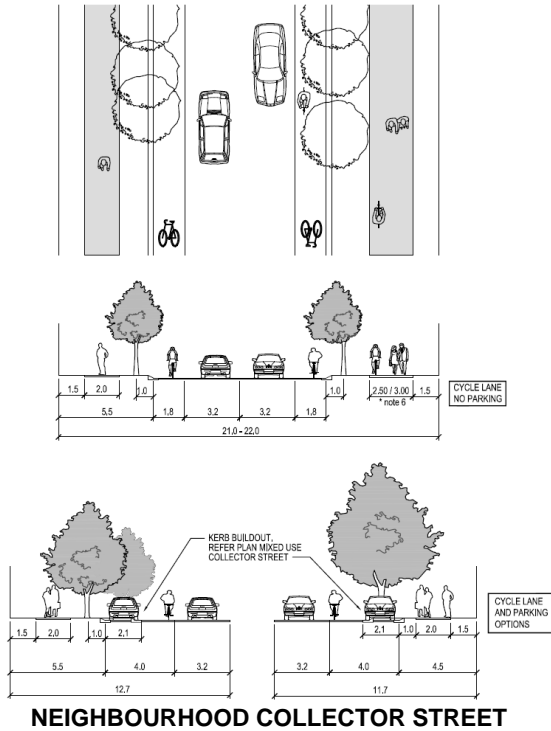 1.5 2.0 1.0 1.0 2.50 / 3.00 1.5
* note 6
CYCLE LANE
NO PARKING
5.5 1.8 3.2 3.2 1.8
21.0 - 22.0
KERB BUILDOUT,
REFER PLAN MIXED USE
COLLECTOR STREET
CYCLE LANE
AND PARKING
OPTIONS
1.5 2.0 1.0 2.1 2.1 1.0 2.0 1.5
5.5 4.0 3.2 3.2 4.0 4.5
12.7 11.7
NEIGHBOURHOOD COLLECTOR STREET